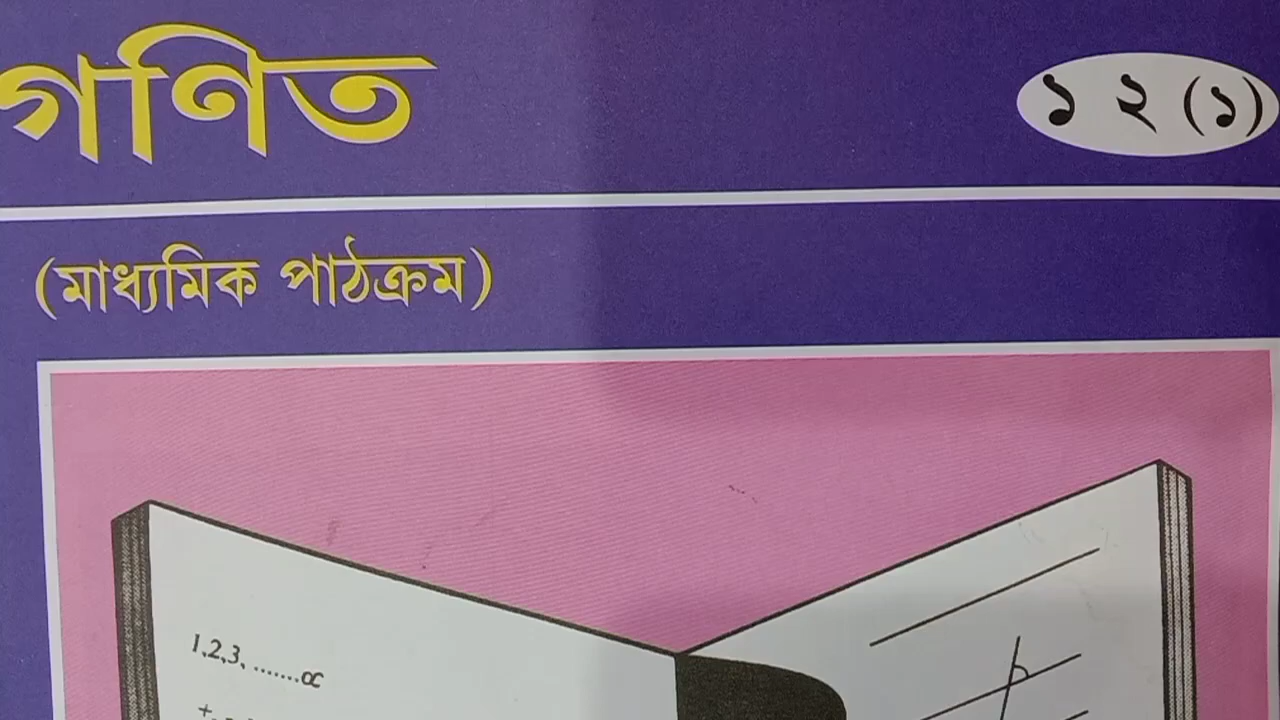 গণিত
১২(১)
(মাধ্যমিক পাঠক্রম)
1,2,3, .......∝